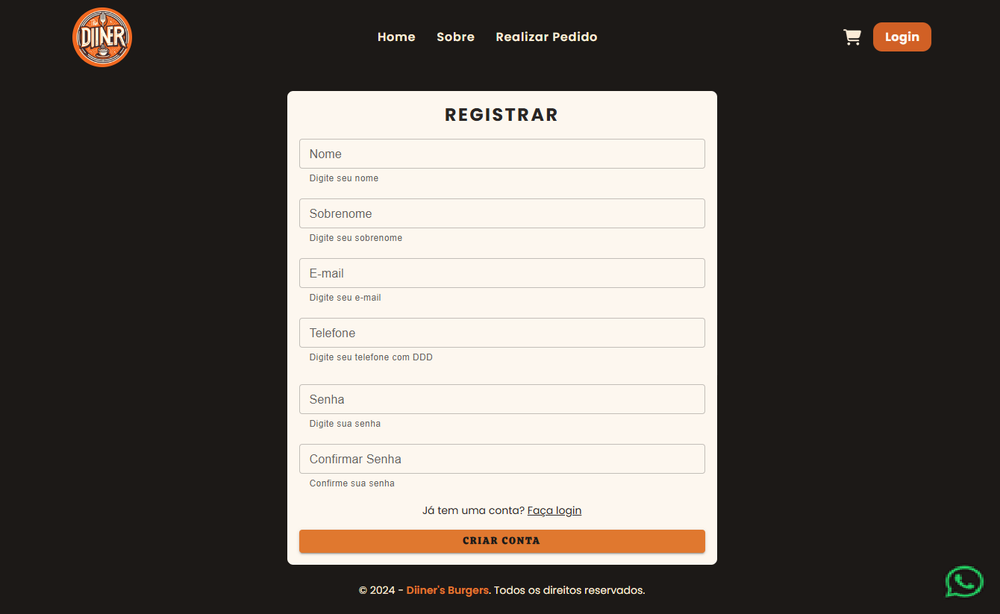 The
DIINER
Home Sobre Realizar Pedido
Login
REGISTRAR
Nome
Digite seu nome
Sobrenome
Digite seu sobrenome
E-mail
Digite seu e-mail
Telefone
Digite seu telefone com DDD
Senha
Digite sua senha
Confirmar Senha
Confirme sua senha
Já tem uma conta? Faça login
CRIAR CONTA
© 2024 - Diiner's Burgers. Todos os direitos reservados.